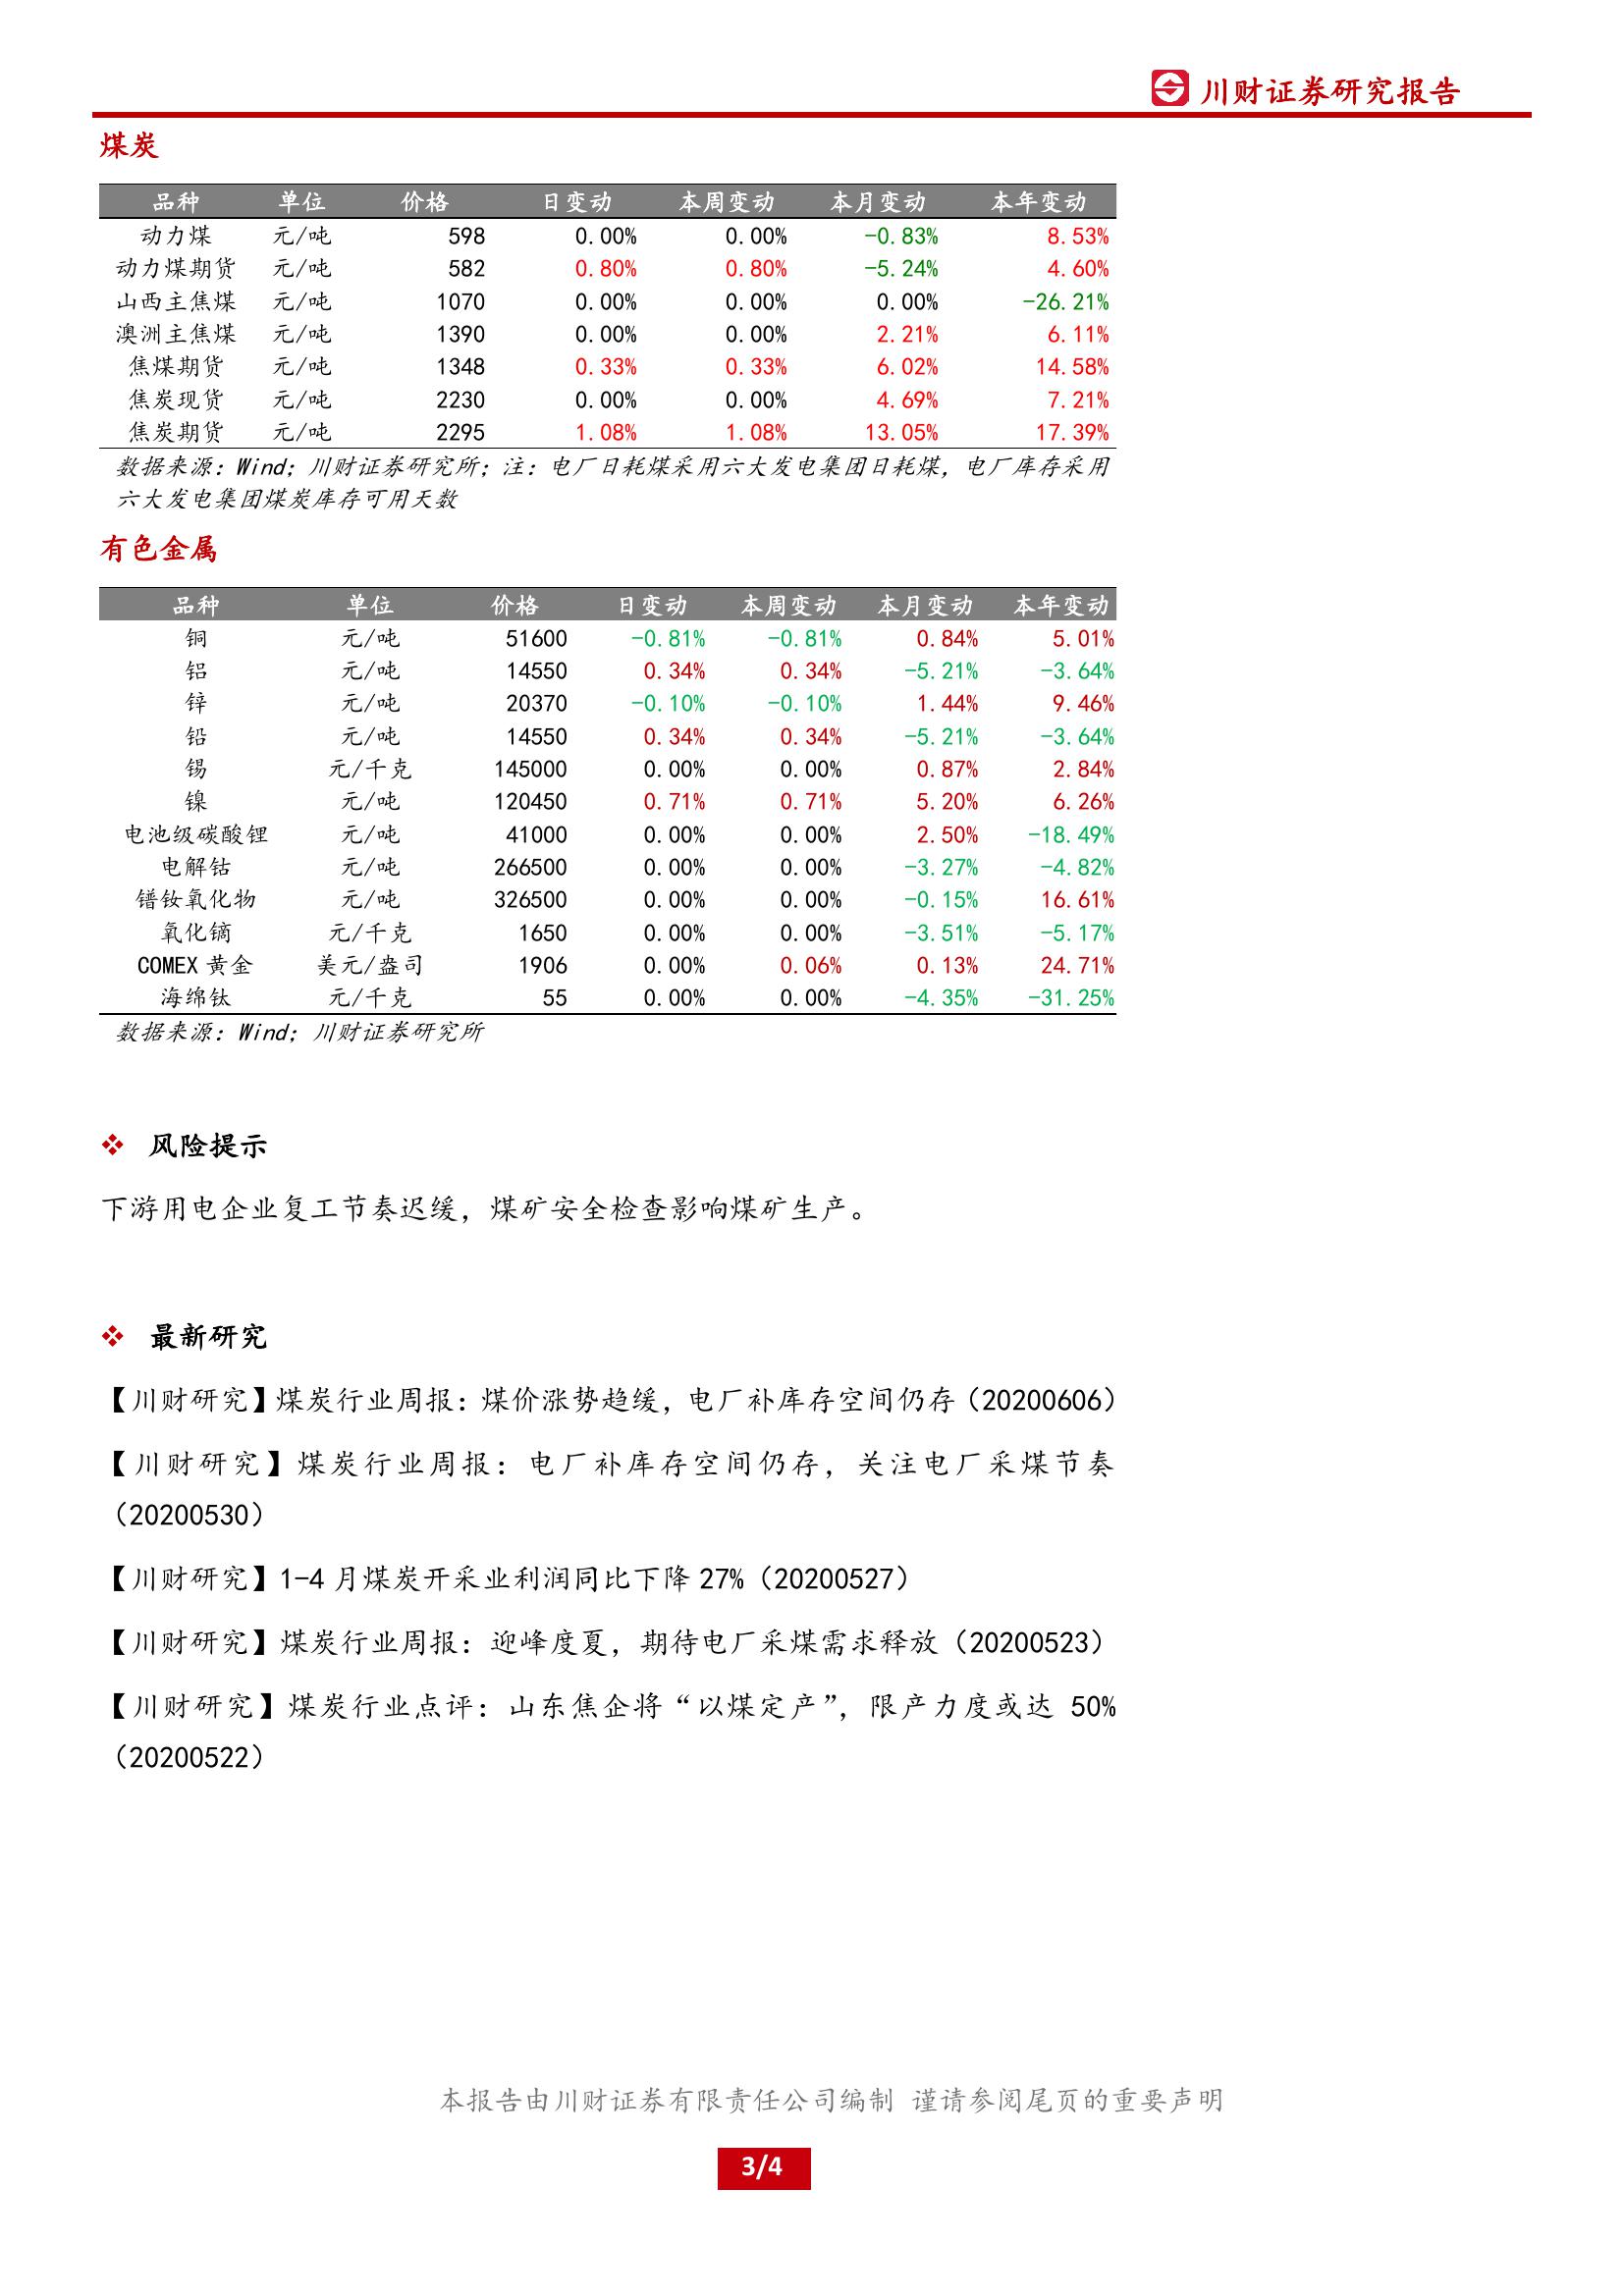 川财证券研究报告
煤炭
品种 单位 价格 日变动 本周变动 本月变动 本年变动
动力煤 元/吨 598 0.00% 0.00% -0.83% 8.53%
动力煤期货 元/吨 582 0.80% 0.80% -5.24% 4.60%
山西主焦煤 元/吨 1070 0.00% 0.00% 0.00% -26.21%
澳洲主焦煤 元/吨 1390 0.00% 0.00% 2.21% 6.11%
焦煤期货 元/吨 1348 0.33% 0.33% 6.02% 14.58%
焦炭现货 元/吨 2230 0.00% 0.00% 4.69% 7.21%
焦炭期货 元/吨 2295 1.08% 1.08% 13.05% 17.39%
数据来源：Wind；川财证券研究所；注：电厂日耗煤采用六大发电集团日耗煤，电厂库存采用
六大发电集团煤炭库存可用天数
有色金属
品种 单位 价格 日变动 本周变动 本月变动 本年变动
铜 元/吨 51600 -0.81% -0.81% 0.84% 5.01%
铝 元/吨 14550 0.34% 0.34% -5.21% -3.64%
锌 元/吨 20370 -0.10% -0.10% 1.44% 9.46%
铅 元/吨 14550 0.34% 0.34% -5.21% -3.64%
锡 元/千克 145000 0.00% 0.00% 0.87% 2.84%
镍 元/吨 120450 0.71% 0.71% 5.20% 6.26%
电池级碳酸锂 元/吨 41000 0.00% 0.00% 2.50% -18.49%
电解钴 元/吨 266500 0.00% 0.00% -3.27% -4.82%
镨钕氧化物 元/吨 326500 0.00% 0.00% -0.15% 16.61%
氧化镝 元/千克 1650 0.00% 0.00% -3.51% -5.17%
COMEX 黄金 美元/盎司 1906 0.00% 0.06% 0.13% 24.71%
海绵钛 元/千克 55 0.00% 0.00% -4.35% -31.25%
数据来源：Wind；川财证券研究所
❖ 风险提示
下游用电企业复工节奏迟缓，煤矿安全检查影响煤矿生产。
❖ 最新研究
【川财研究】煤炭行业周报：煤价涨势趋缓，电厂补库存空间仍存（20200606）
【川财研究】煤炭行业周报：电厂补库存空间仍存，关注电厂采煤节奏
（20200530）
【川财研究】1-4 月煤炭开采业利润同比下降 27%（20200527）
【川财研究】煤炭行业周报：迎峰度夏，期待电厂采煤需求释放（20200523）
【川财研究】煤炭行业点评：山东焦企将“以煤定产”，限产力度或达 50%
（20200522）
本报告由川财证券有限责任公司编制 谨请参阅尾页的重要声明
3/4